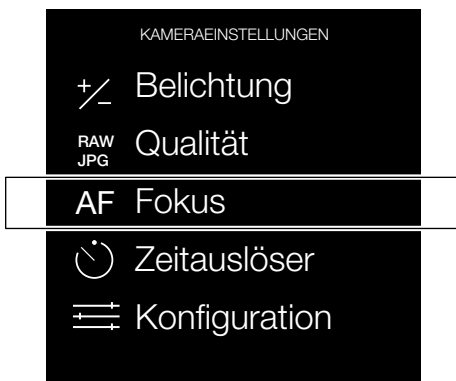 KAMERAEINSTELLUNGEN
+/- Belichtung
RAW
JPG Qualität
AF Fokus
Zeitauslöser
Konfiguration